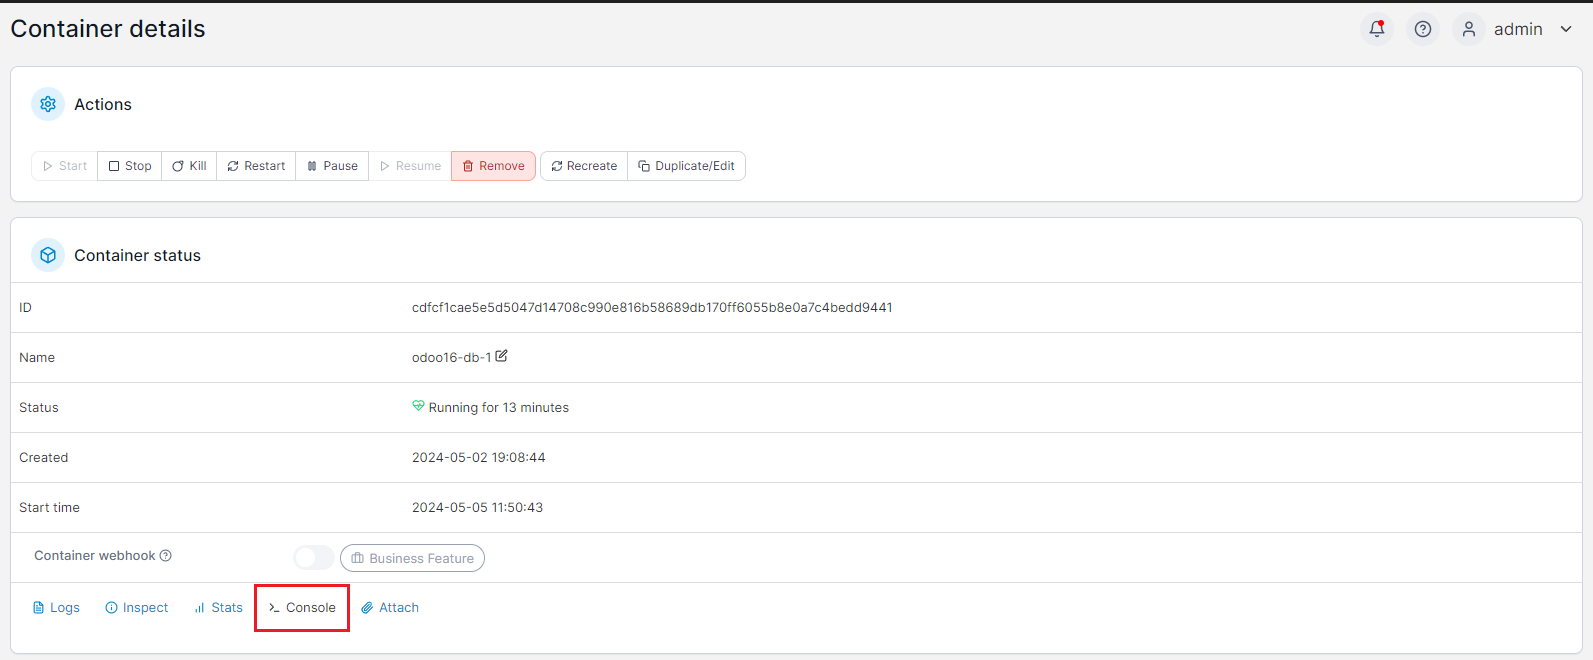 Container details
admin
Actions
Start Stop Kill Restart Pause Resume Remove Recreate Duplicate/Edit
Container status
ID cdfcf1cae5e5d5047d14708c990e816b58689db170ff6055b8e0a7c4bedd9441
Name odoo16-db-1
Status Running for 13 minutes
Created 2024-05-02 19:08:44
Start time 2024-05-05 11:50:43
Container webhook Business Feature
Logs Inspect Stats >_ Console Attach